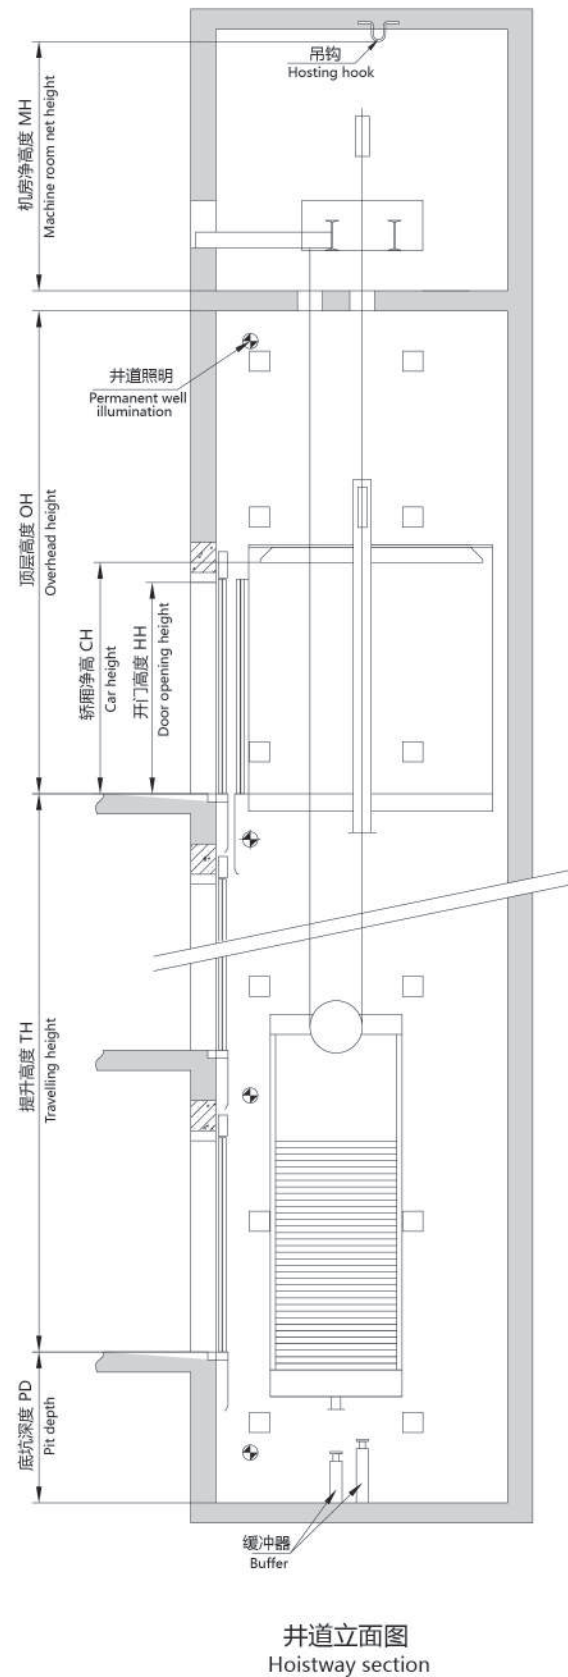 吊钩
Hosting hook
机房净高度 MH
Machine room net height
井道照明
Permanent well
illumination
顶层高度 OH
Overhead height
轿厢净高 CH
Car height
开门高度 HH
Door opening height
提升高度 TH
Travelling height
底坑深度 PD
Pit depth
缓冲器
Buffer
井道立面图
Hoistway section